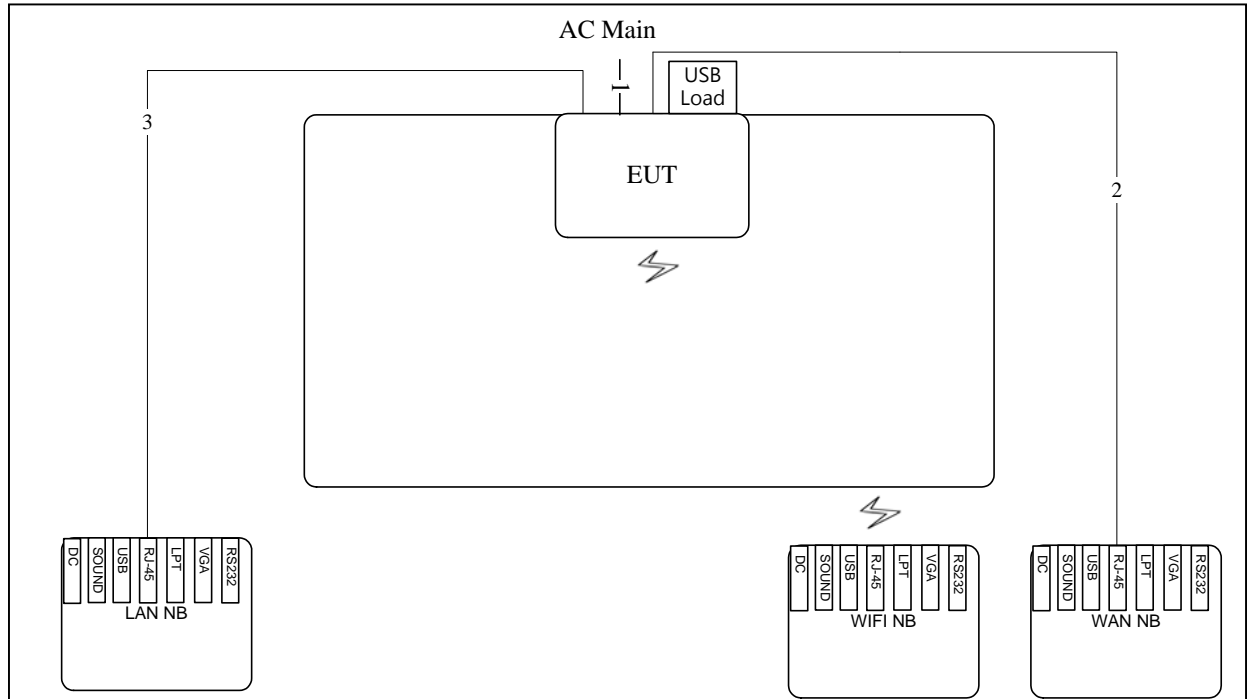 AC Main
1
USB
Load
3
EUT
2
DC
SOUND
USB
RJ-45
LPT
VGA
RS232
LAN NB
DC
SOUND
USB
RJ-45
LPT
VGA
RS232
WIFI NB
DC
SOUND
USB
RJ-45
LPT
VGA
RS232
WAN NB